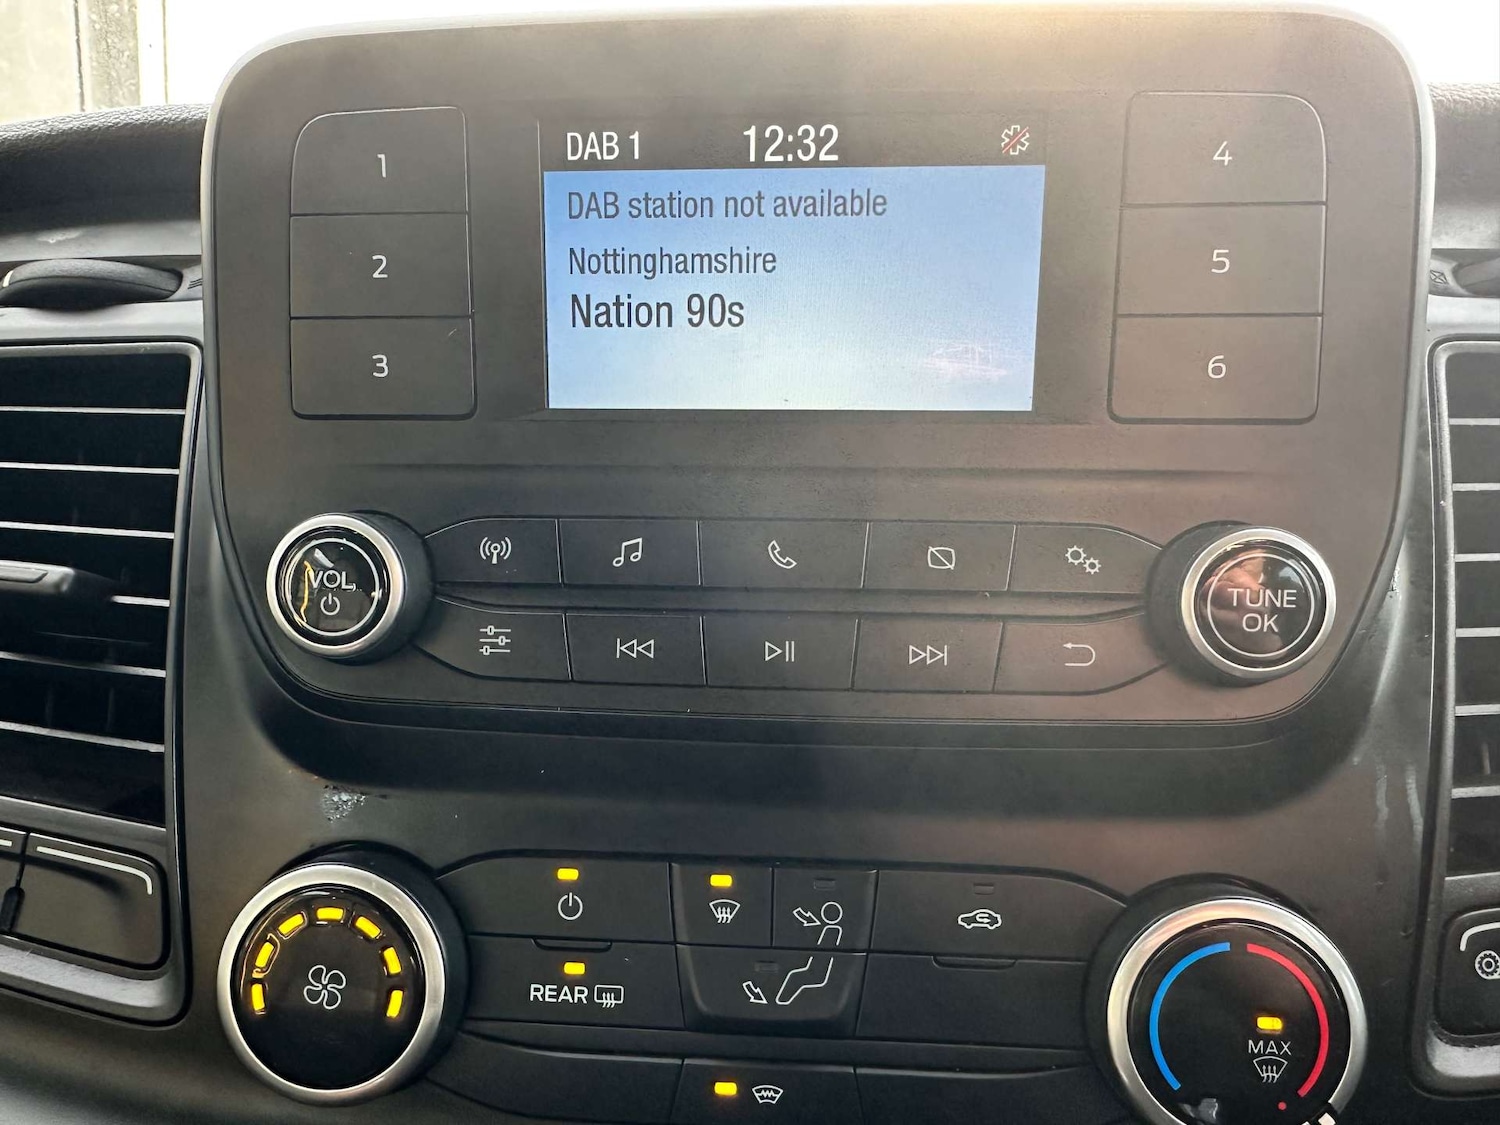 DAB 1 12:32
DAB station not available
Nottinghamshire
Nation 90s
1
2
3
4
5
6
VOL
TUNE
OK
REAR
MAX